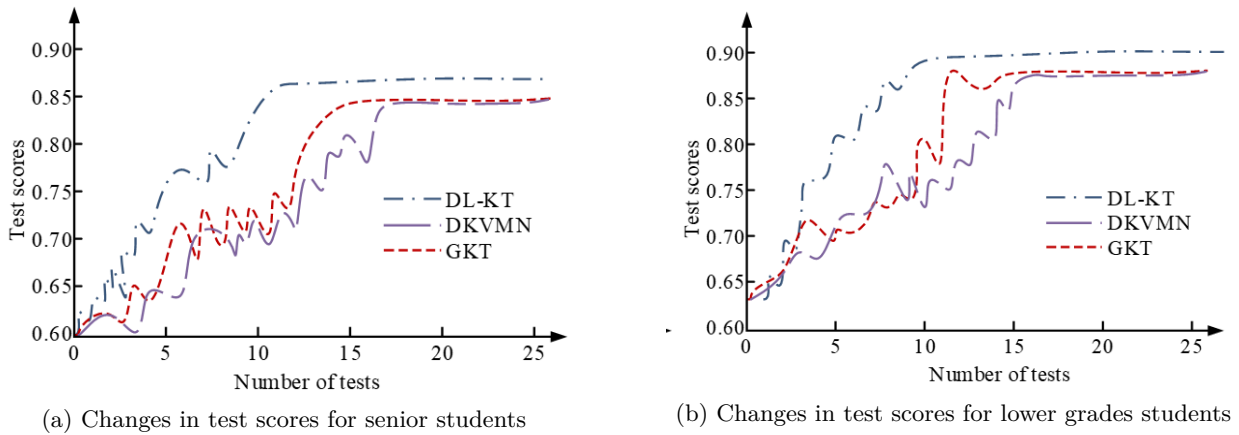 0.90
0.85
0.80
0.75
0.70
0.65
0.60
Test scores
0 5 10 15 20 25
Number of tests
DL-KT
DKVMN
GKT
(a) Changes in test scores for senior students
0.90
0.85
0.80
0.75
0.70
0.65
0.60
Test scores
0 5 10 15 20 25
Number of tests
DL-KT
DKVMN
GKT
(b) Changes in test scores for lower grades students